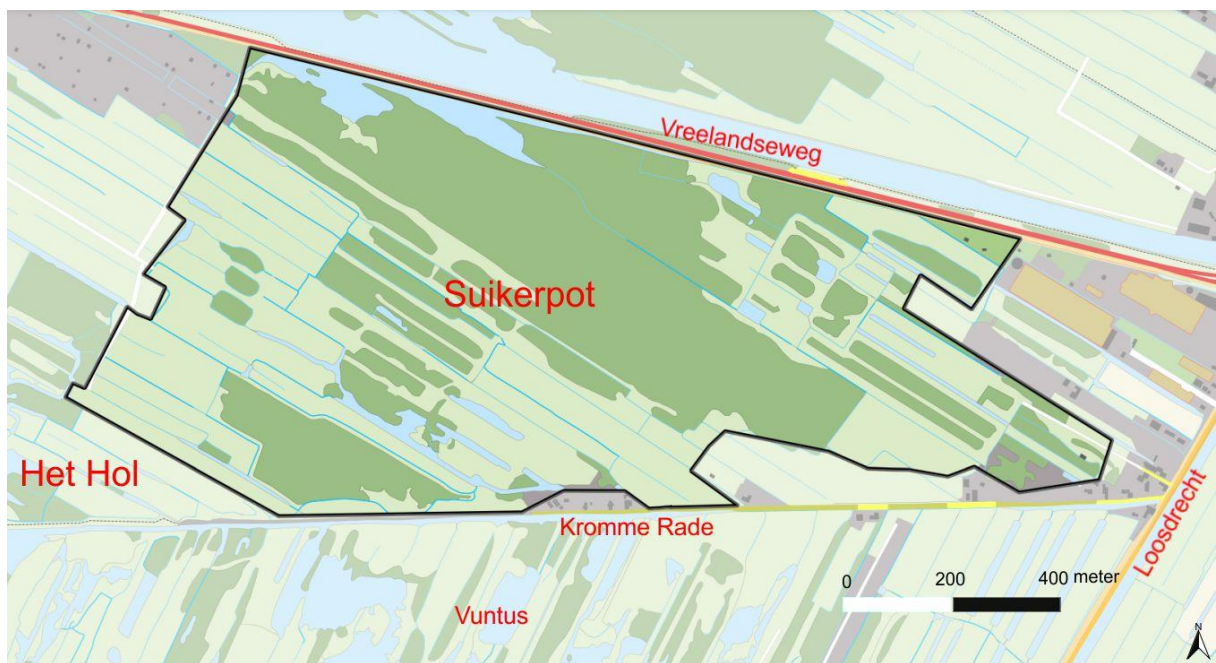 Vreelandseweg
Suikerpot
Het Hol
Kromme Rade
Loosdrecht
0 200 400 meter
Vuntus
N